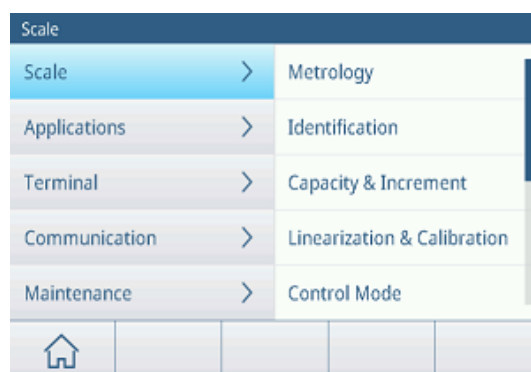 Scale
Scale
Metrology
Applications
Identification
Terminal
Capacity & Increment
Communication
Linearization & Calibration
Maintenance
Control Mode